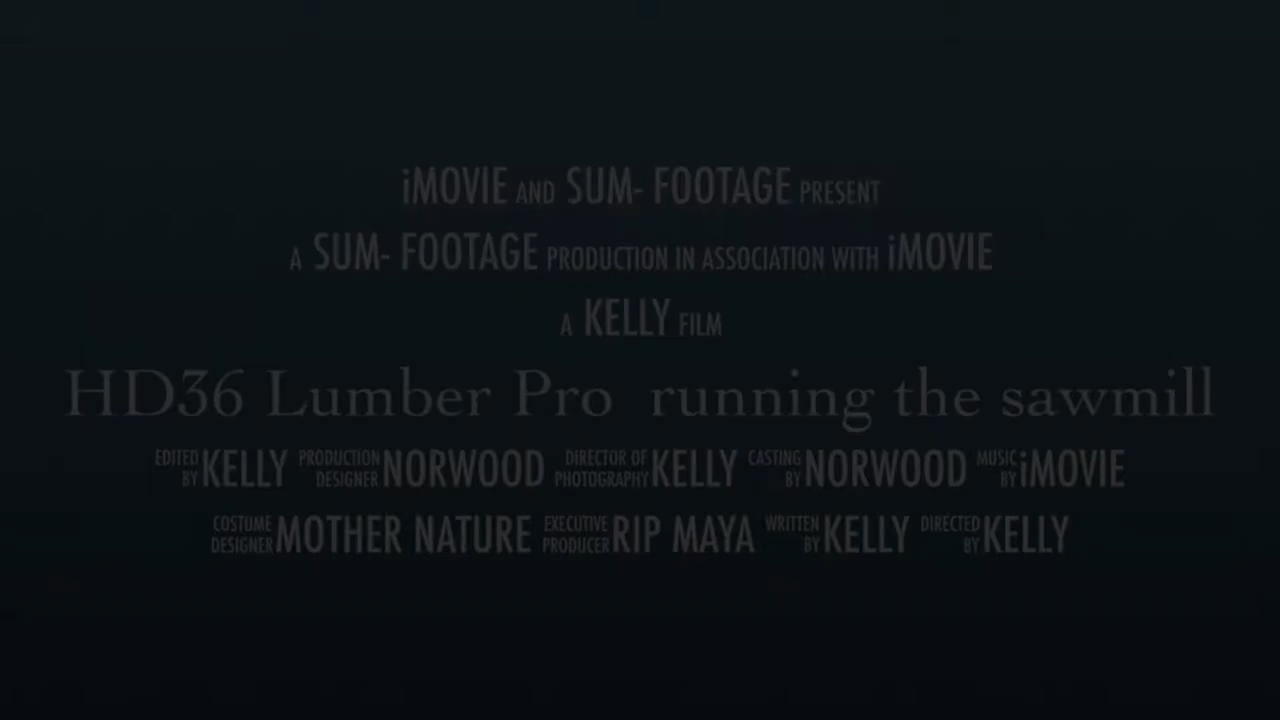 iMOVIE AND SUM- FOOTAGE PRESENT
A SUM- FOOTAGE PRODUCTION IN ASSOCIATION WITH iMOVIE
A KELLY FILM
HD36 Lumber Pro running the sawmill
EDITED BY KELLY PRODUCTION DESIGNER NORWOOD DIRECTOR OF PHOTOGRAPHY KELLY CASTING BY NORWOOD MUSIC BY iMOVIE
COSTUME DESIGNER MOTHER NATURE EXECUTIVE PRODUCER RIP MAYA WRITTEN BY KELLY DIRECTED BY KELLY